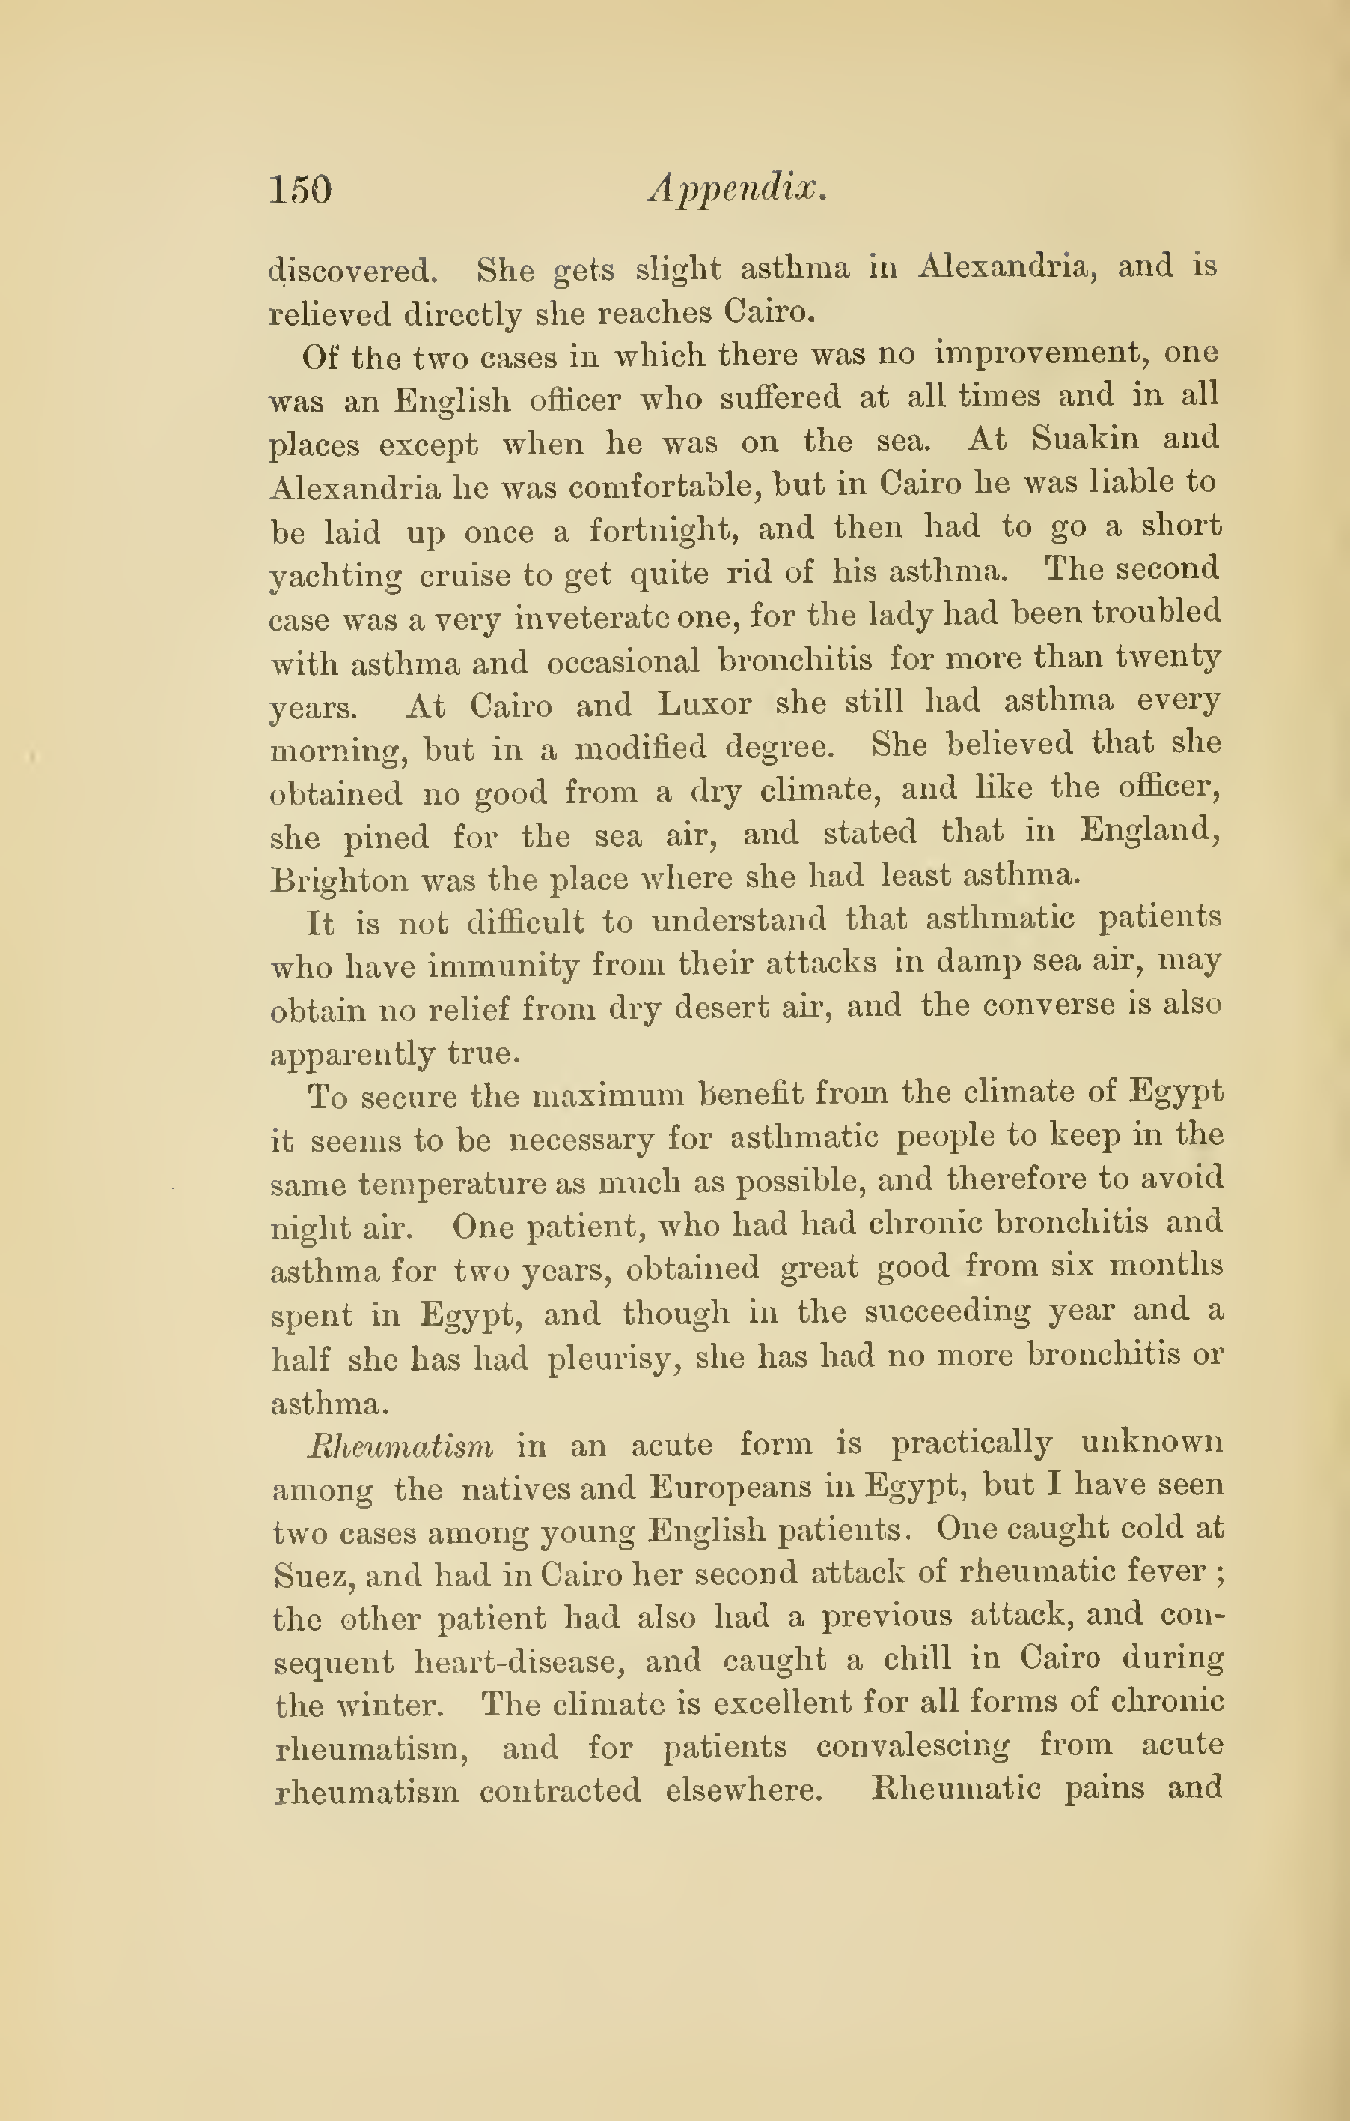 150 Appendix.
discovered. She gets slight asthma in Alexandria, and is
relieved directly she reaches Cairo.
Of the two cases in which there was no improvement, one
was an English officer who suffered at all times and in all
places except when he was on the sea. At Suakin and
Alexandria he was comfortable, but in Cairo he was liable to
be laid up once a fortnight, and then had to go a short
yachting cruise to get quite rid of his asthma. The second
case was a very inveterate one, for the lady had been troubled
with asthma and occasional bronchitis for more than twenty
years. At Cairo and Luxor she still had asthma every
morning, but in a modified degree. She believed that she
obtained no good from a dry climate, and like the officer,
she pined for the sea air, and stated that in England,
Brighton was the place where she had least asthma.
It is not difficult to understand that asthmatic patients
who have immunity from their attacks in damp sea air, may
obtain no relief from dry desert air, and the converse is also
apparently true.
To secure the maximum benefit from the climate of Egypt
it seems to be necessary for asthmatic people to keep in the
same temperature as much as possible, and therefore to avoid
night air. One patient, who had had chronic bronchitis and
asthma for two years, obtained great good from six months
spent in Egypt, and though in the succeeding year and a
half she has had pleurisy, she has had no more bronchitis or
asthma.
Rheumatism in an acute form is practically unknown
among the natives and Europeans in Egypt, but I have seen
two cases among young English patients. One caught cold at
Suez, and had in Cairo her second attack of rheumatic fever ;
the other patient had also had a previous attack, and con-
sequent heart-disease, and caught a chill in Cairo during
the winter. The climate is excellent for all forms of chronic
rheumatism, and for patients convalescing from acute
rheumatism contracted elsewhere. Rheumatic pains and